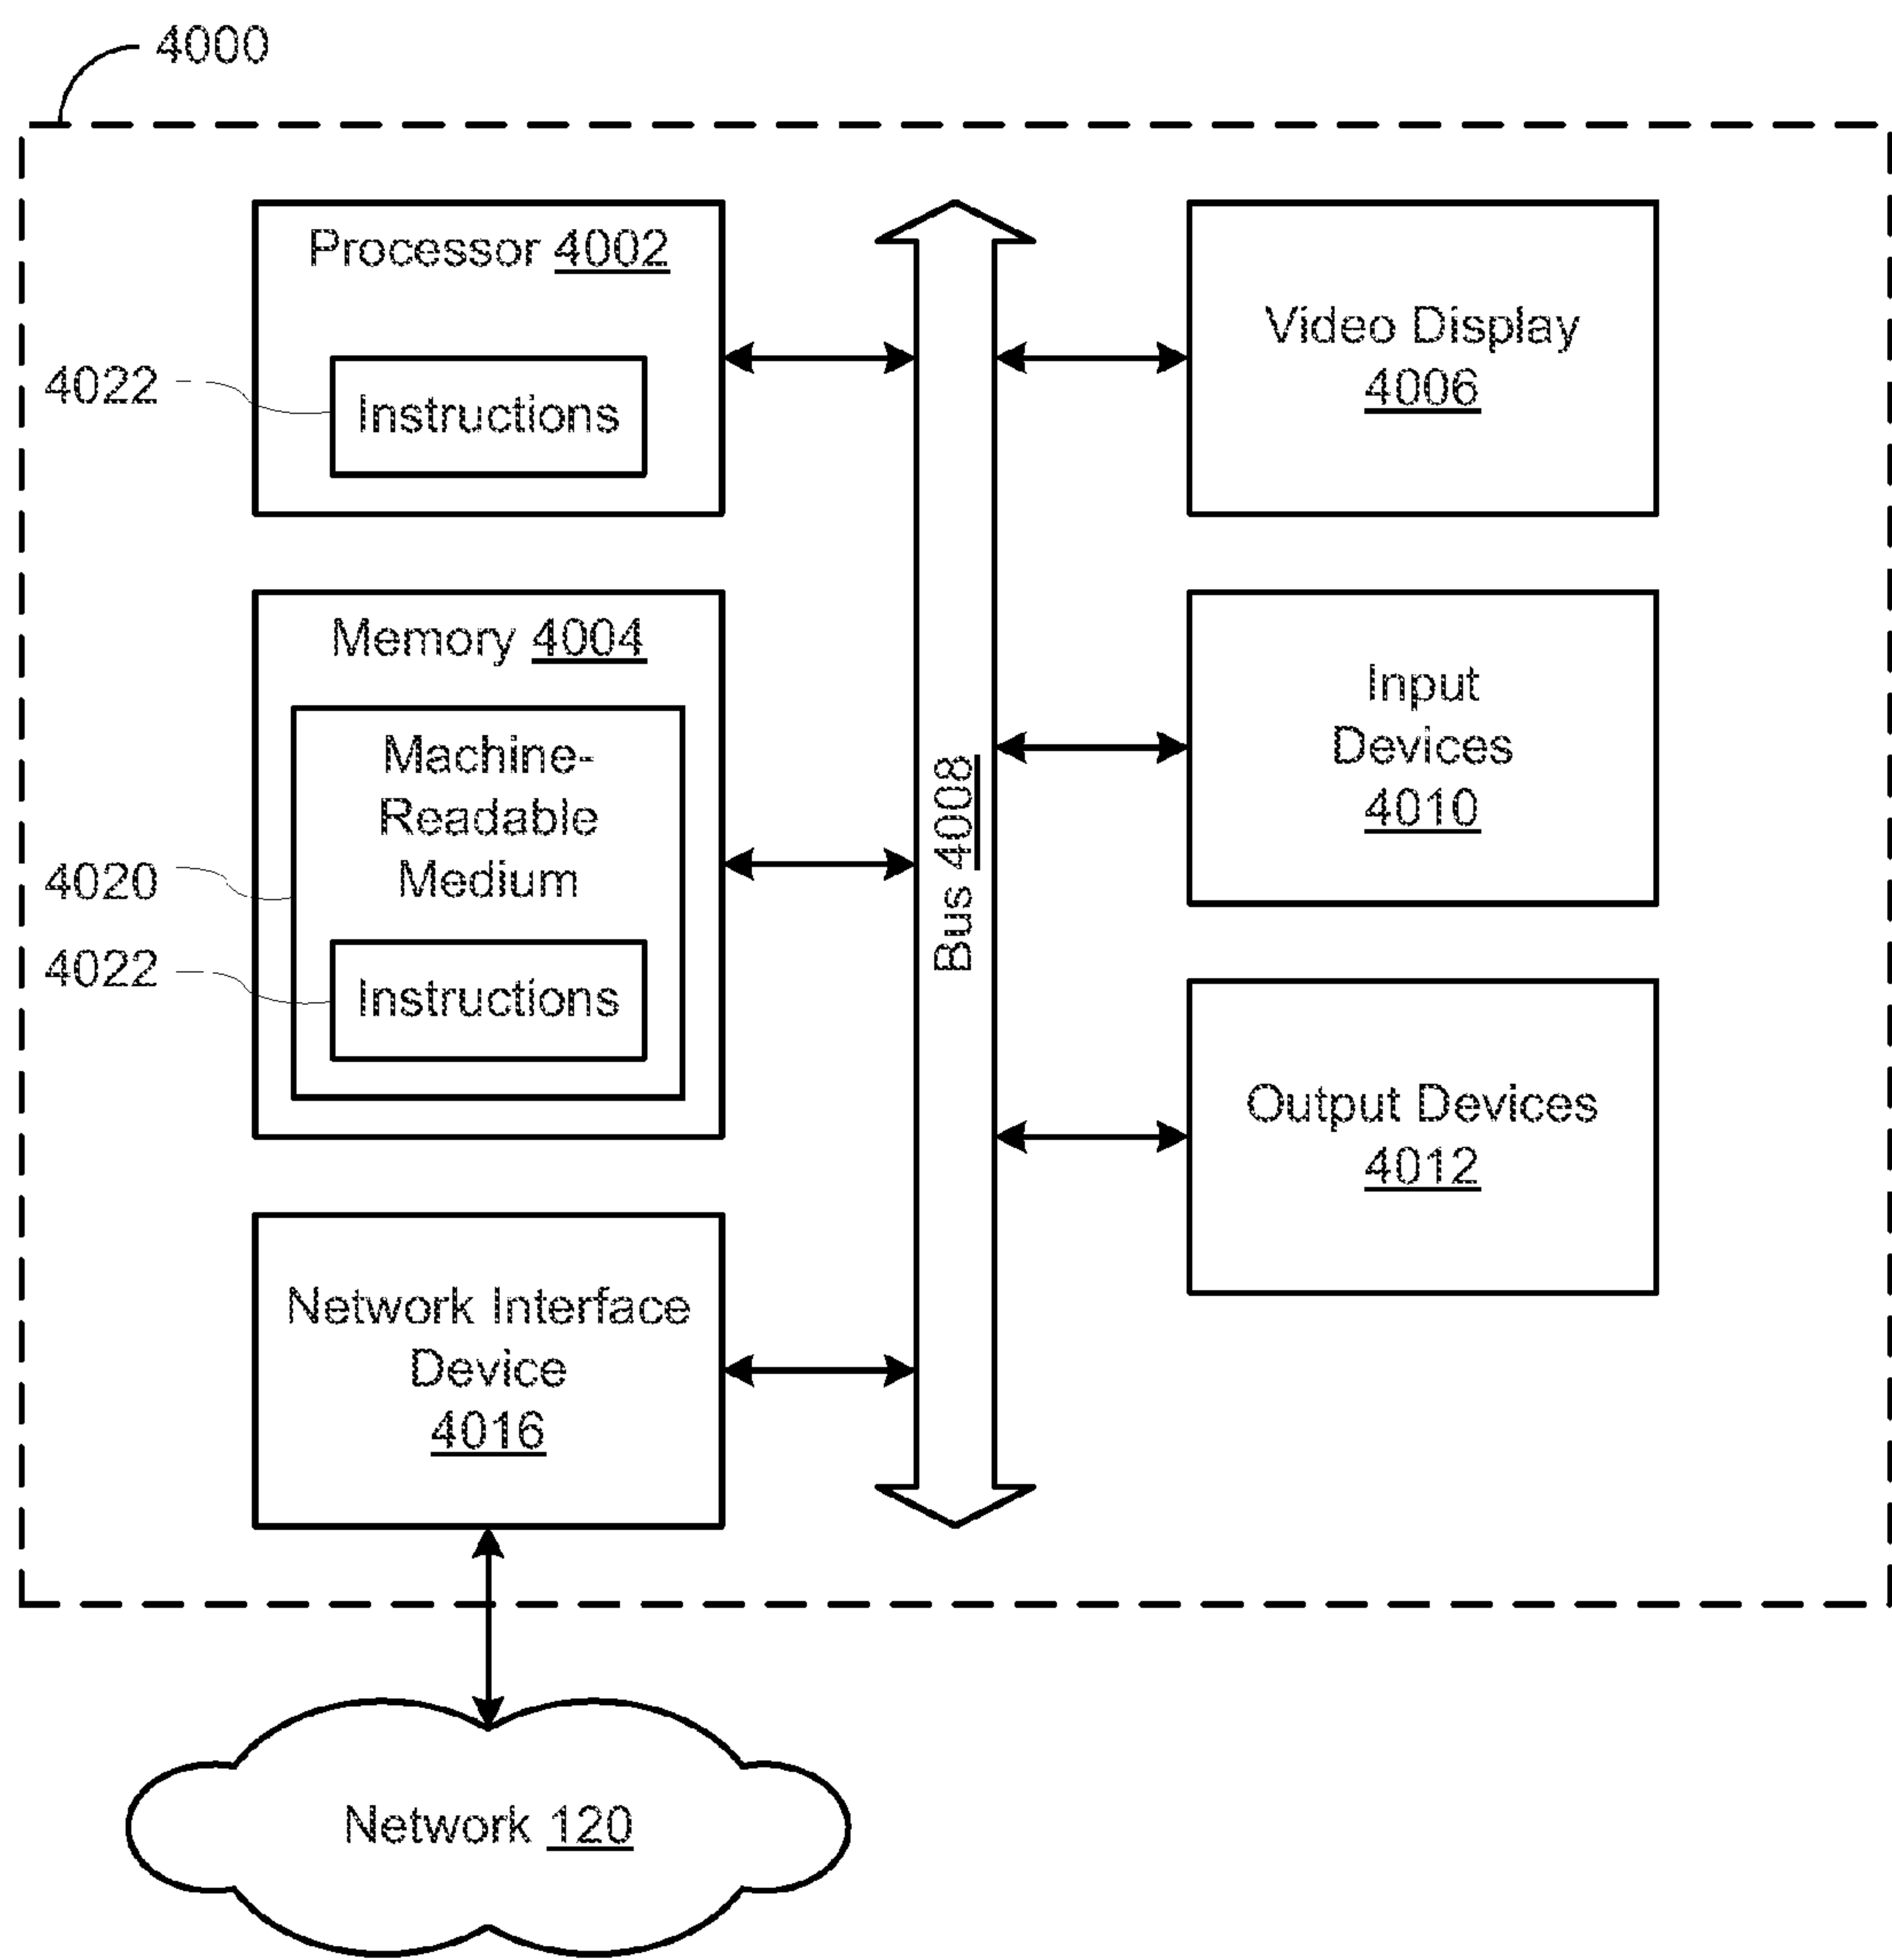 4000
Processor 4002
4022
Instructions
Memory 4004
Machine-
Readable
Medium
4020
4022
Instructions
Network Interface
Device
4016
Bus 4008
Video Display
4006
Input
Devices
4010
Output Devices
4012
Network 120